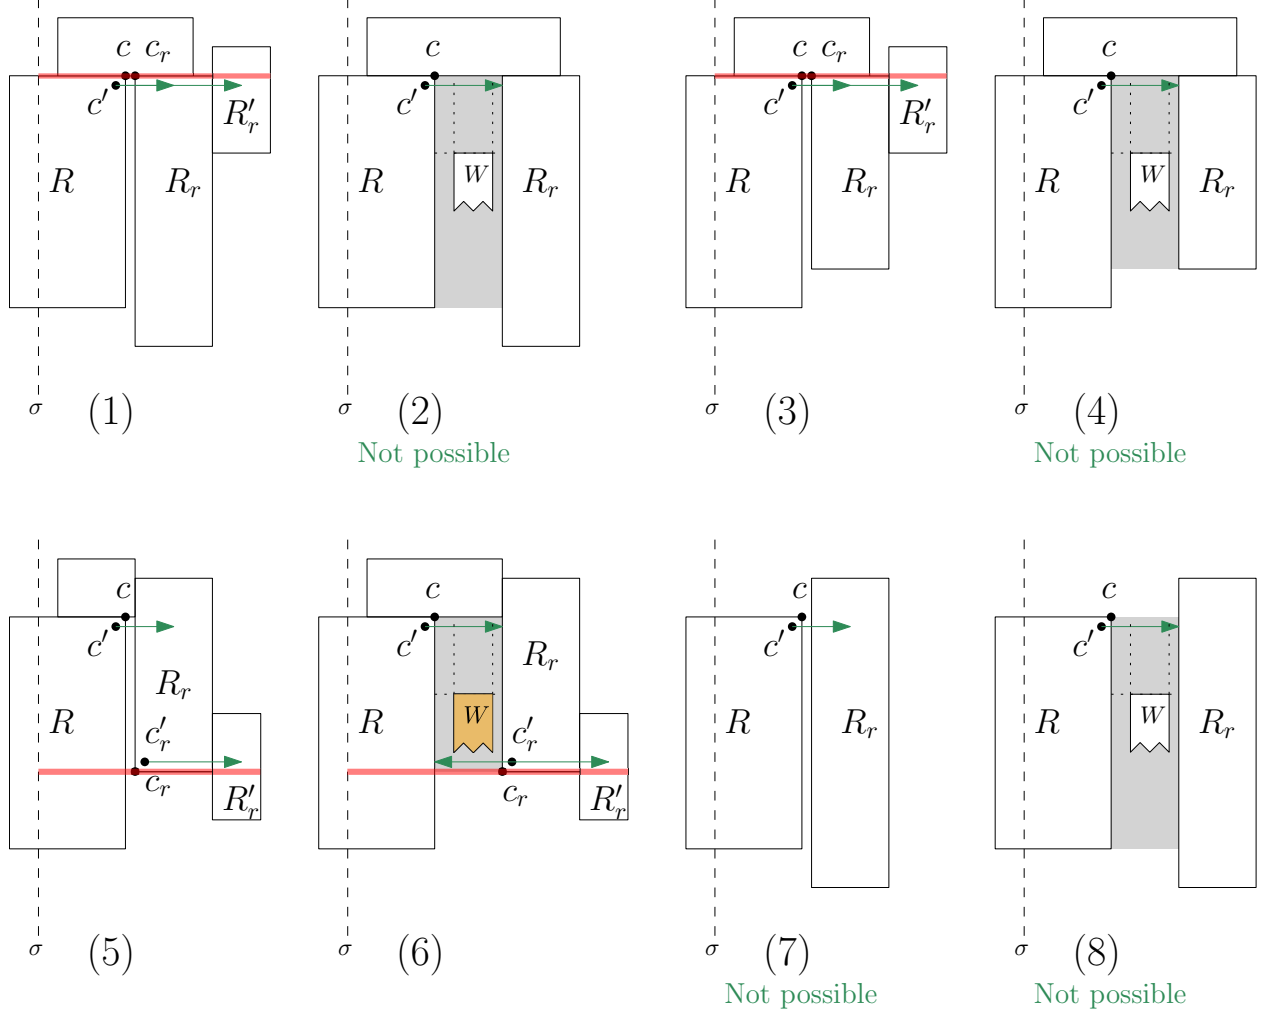 c c_r
c'
R'_r
R
R_r
σ
(1)
c
c'
W
R
R_r
σ
(2)
Not possible
c c_r
c'
R'_r
R
R_r
σ
(3)
c
c'
W
R
R_r
σ
(4)
Not possible
c
c'
R_r
R
c'_r
c_r
R'_r
σ
(5)
c
c'
R_r
W
R
c'_r
c_r
R'_r
σ
(6)
c
c'
R
R_r
σ
(7)
Not possible
c
c'
W
R
R_r
σ
(8)
Not possible